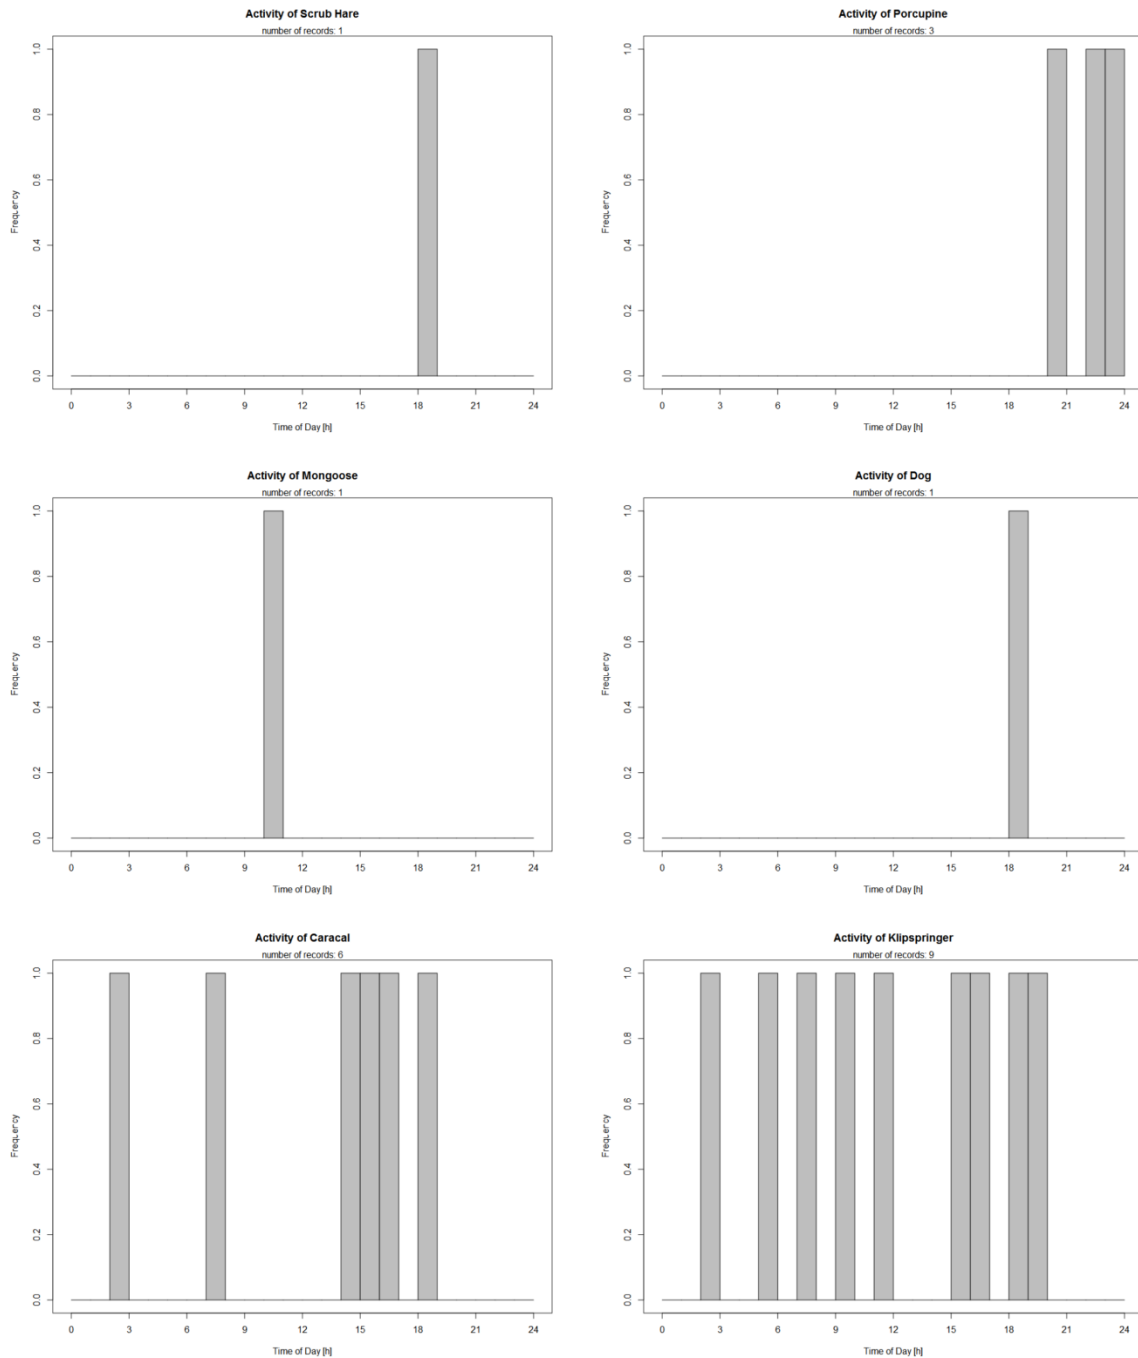 Activity of Scrub Hare
number of records: 1
Frequency
1.0
0.8
0.6
0.4
0.2
0.0
0 3 6 9 12 15 18 21 24
Time of Day [h]
Activity of Porcupine
number of records: 3
Frequency
1.0
0.8
0.6
0.4
0.2
0.0
0 3 6 9 12 15 18 21 24
Time of Day [h]
Activity of Mongoose
number of records: 1
Frequency
1.0
0.8
0.6
0.4
0.2
0.0
0 3 6 9 12 15 18 21 24
Time of Day [h]
Activity of Dog
number of records: 1
Frequency
1.0
0.8
0.6
0.4
0.2
0.0
0 3 6 9 12 15 18 21 24
Time of Day [h]
Activity of Caracal
number of records: 6
Frequency
1.0
0.8
0.6
0.4
0.2
0.0
0 3 6 9 12 15 18 21 24
Time of Day [h]
Activity of Klipspringer
number of records: 9
Frequency
1.0
0.8
0.6
0.4
0.2
0.0
0 3 6 9 12 15 18 21 24
Time of Day [h]